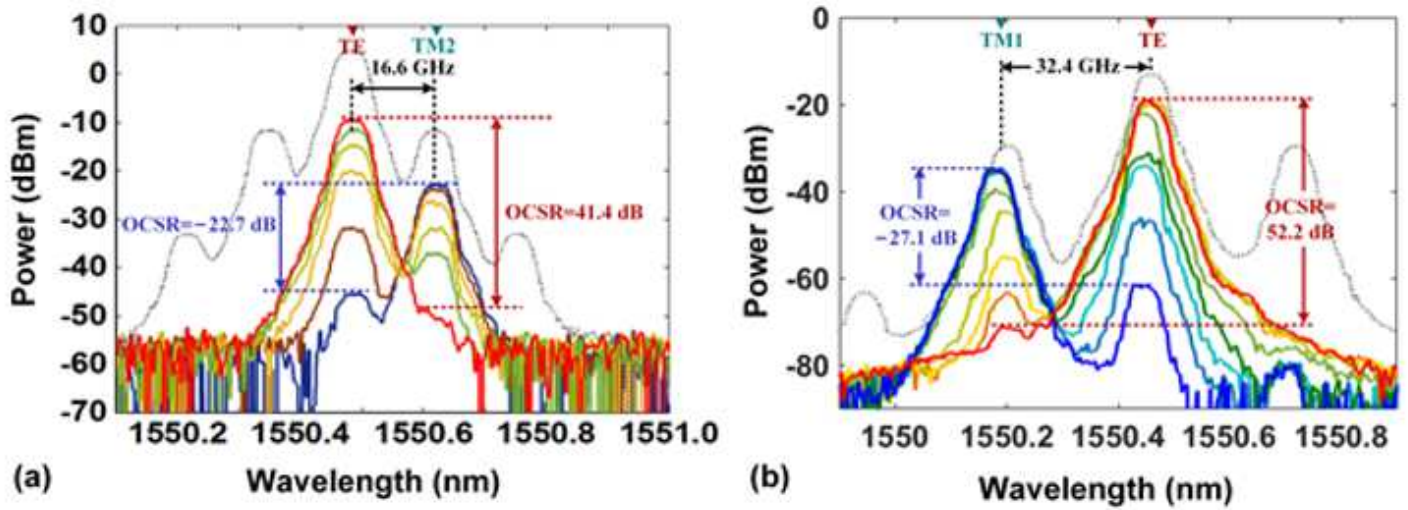 10
0
-10
-20
-30
-40
-50
-60
-70
Power (dBm)
TE
TM2
16.6 GHz
OCSR=−22.7 dB
OCSR=41.4 dB
1550.2
1550.4
1550.6
1550.8
1551.0
Wavelength (nm)
(a)
0
-20
-40
-60
-80
Power (dBm)
TM1
TE
32.4 GHz
OCSR=
−27.1 dB
OCSR=
52.2 dB
1550
1550.2
1550.4
1550.6
1550.8
Wavelength (nm)
(b)